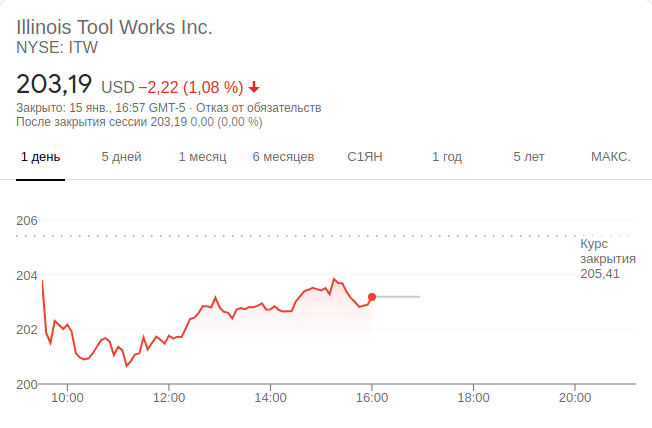 Illinois Tool Works Inc.
NYSE: ITW
203,19 USD −2,22 (1,08 %)
Закрыто: 15 янв., 16:57 GMT-5 · Отказ от обязательств
После закрытия сессии 203,19 0,00 (0,00 %)
1 день 5 дней 1 месяц 6 месяцев С1ЯН 1 год 5 лет МАКС.
206
Курс
закрытия
205,41
204
202
200
10:00 12:00 14:00 16:00 18:00 20:00